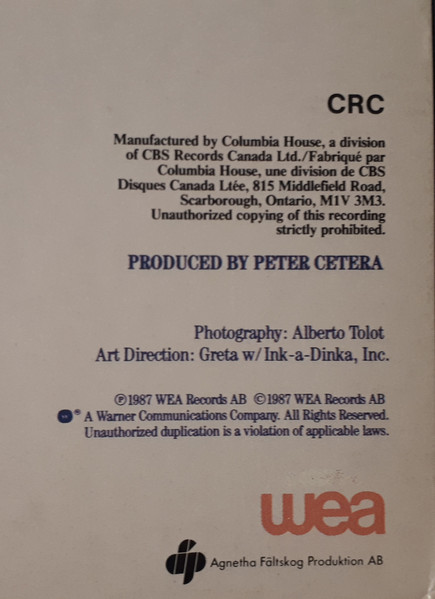 CRC
Manufactured by Columbia House, a division
of CBS Records Canada Ltd./Fabriqué par
Columbia House, une division de CBS
Disques Canada Ltée, 815 Middlefield Road,
Scarborough, Ontario, M1V 3M3.
Unauthorized copying of this recording
strictly prohibited.
PRODUCED BY PETER CETERA
Photography: Alberto Tolot
Art Direction: Greta w/Ink-a-Dinka, Inc.
℗1987 WEA Records AB ©1987 WEA Records AB
® A Warner Communications Company. All Rights Reserved.
Unauthorized duplication is a violation of applicable laws.
wea
Agnetha Fältskog Produktion AB